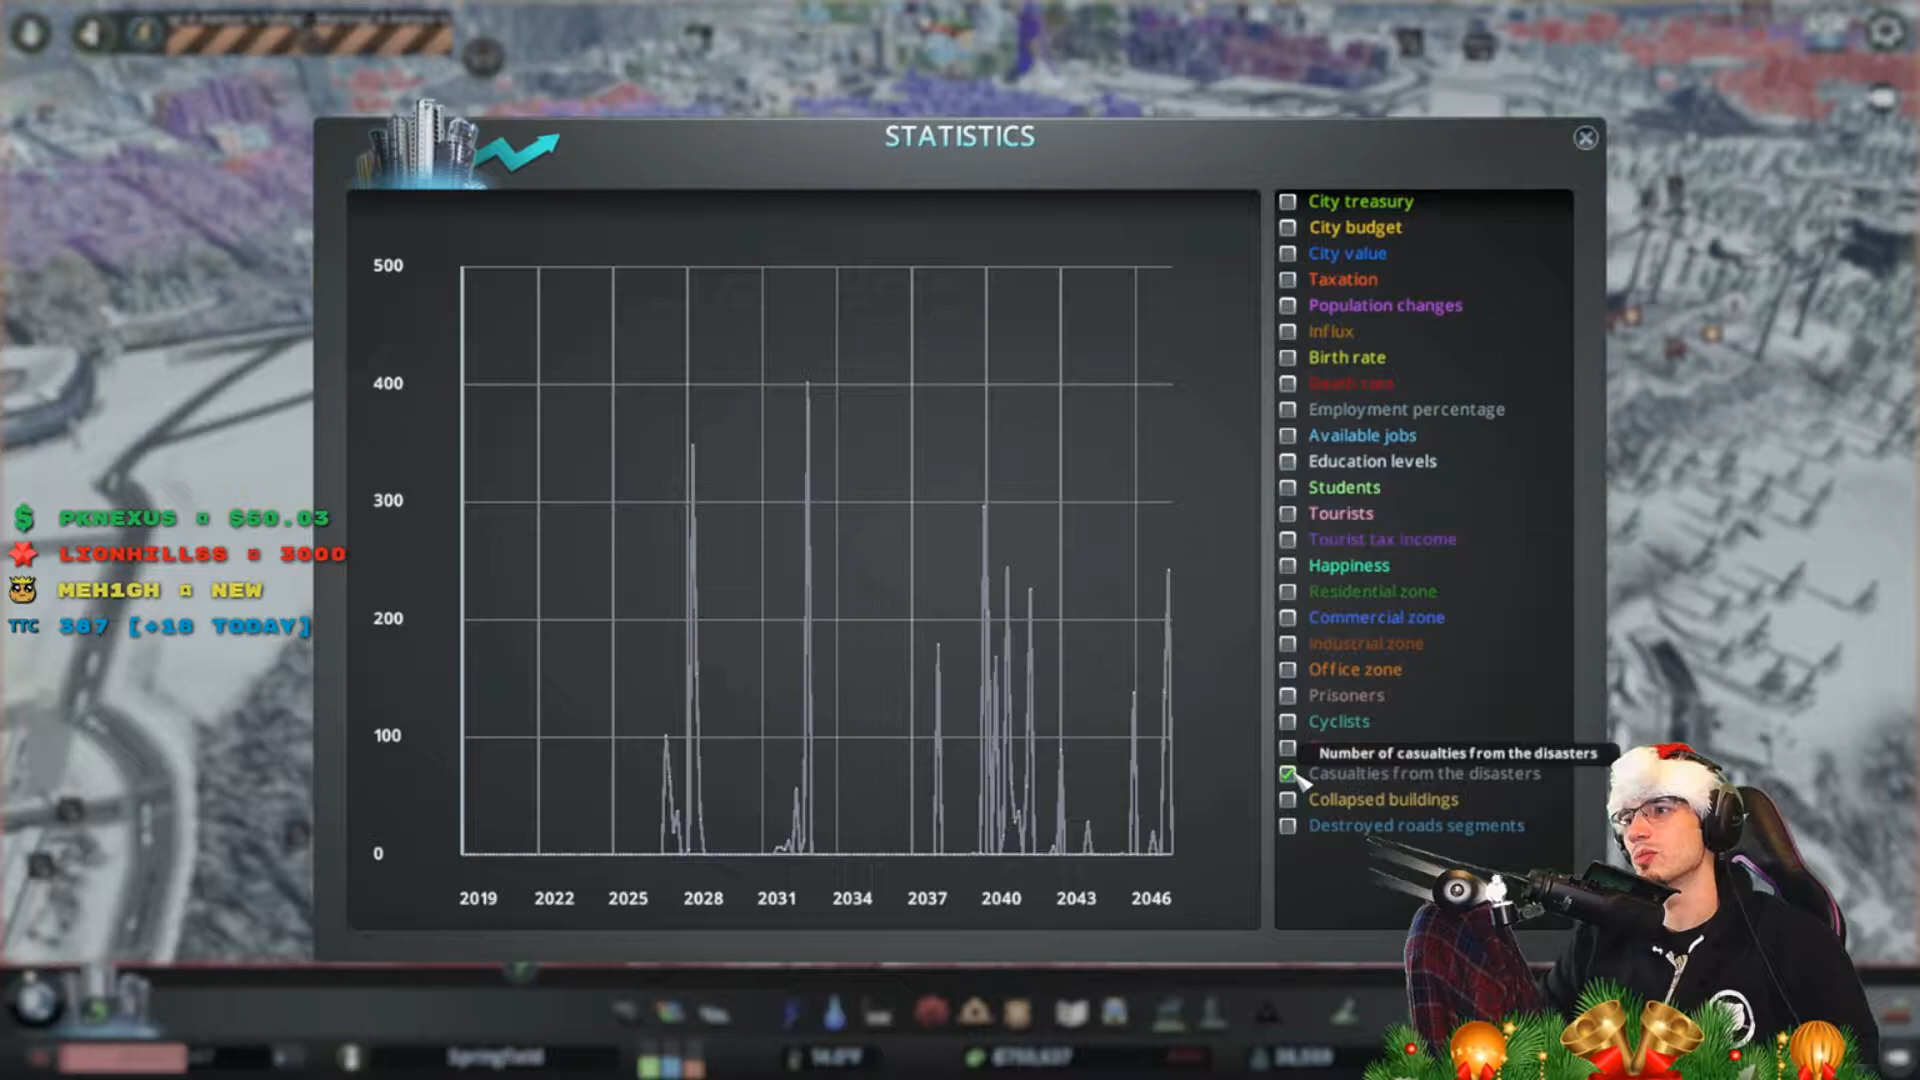 STATISTICS
500
400
300
200
100
0
2019 2022 2025 2028 2031 2034 2037 2040 2043 2046
City treasury
City budget
City value
Taxation
Population changes
Influx
Birth rate
Death rate
Employment percentage
Available jobs
Education levels
Students
Tourists
Tourist tax income
Happiness
Residential zone
Commercial zone
Industrial zone
Office zone
Prisoners
Cyclists
Number of casualties from the disasters
Casualties from the disasters
Collapsed buildings
Destroyed roads segments
$ PKNEXUS ¤ $50.03
LIONHILLSS ¤ 3000
MEH1GH ¤ NEW
TTC 387 [+18 TODAY]
Springfield